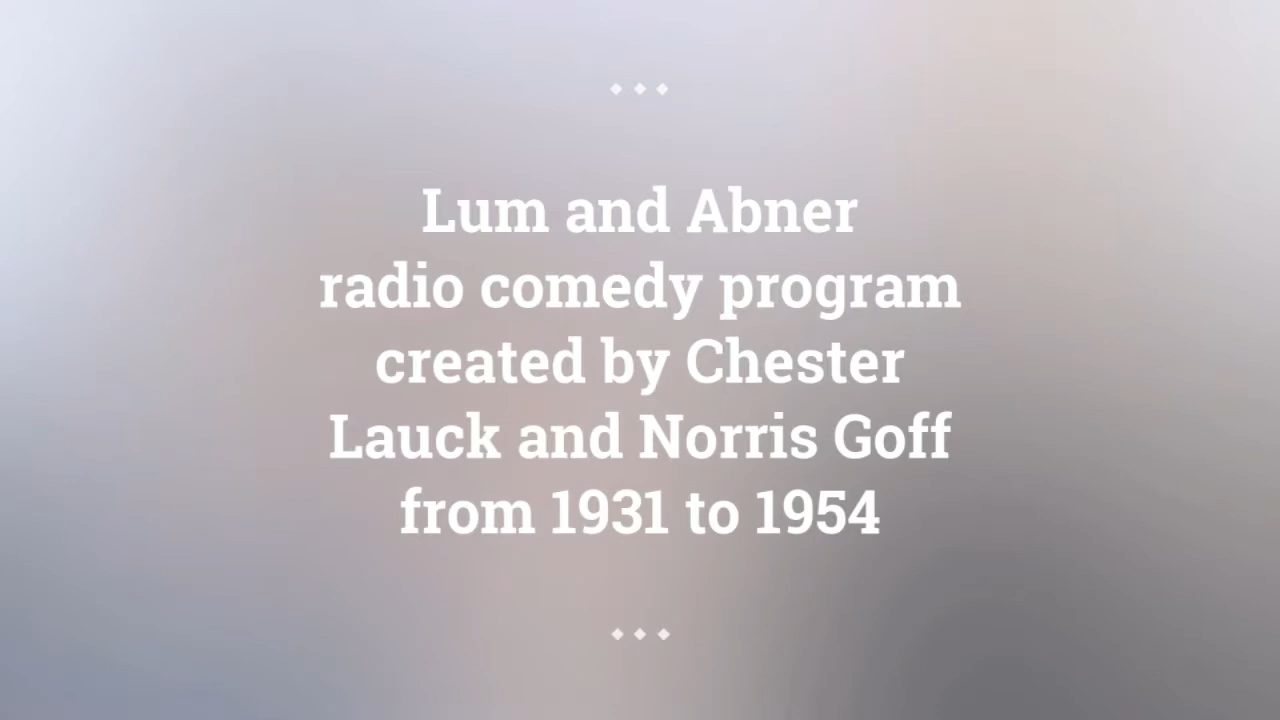 Lum and Abner
radio comedy program
created by Chester
Lauck and Norris Goff
from 1931 to 1954